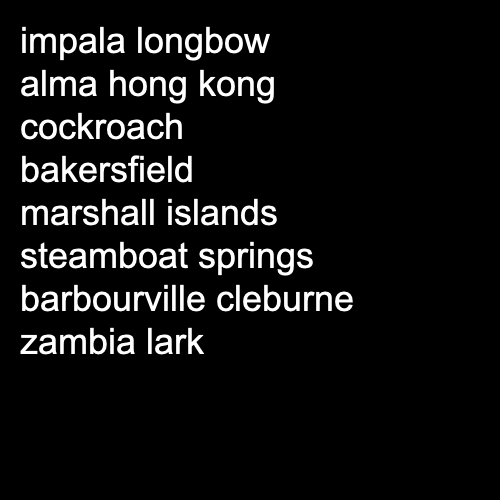 impala longbow
alma hong kong
cockroach
bakersfield
marshall islands
steamboat springs
barbourville cleburne
zambia lark